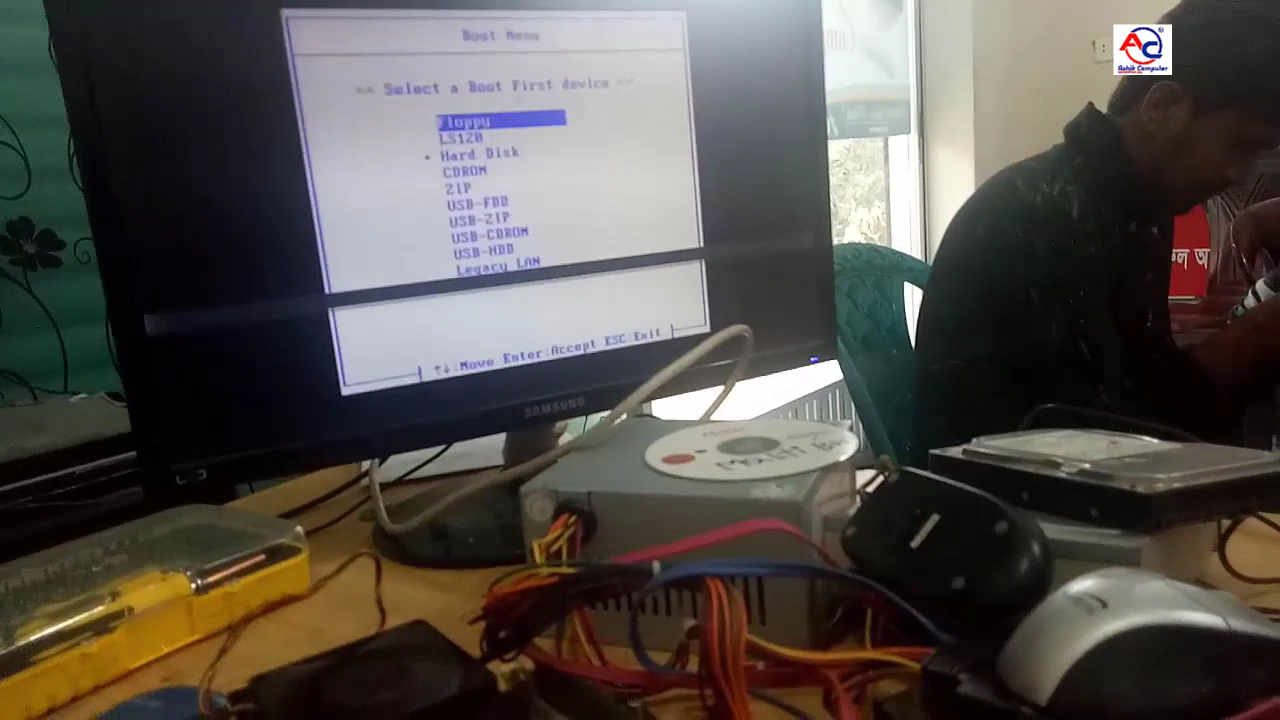 Boot Menu
== Select a Boot First device ==
Floppy
LS120
Hard Disk
CDROM
ZIP
USB-FDD
USB-ZIP
USB-CDROM
USB-HDD
Legacy LAN
↑↓:Move Enter:Accept ESC:Exit
SAMSUNG
Ashik Computer